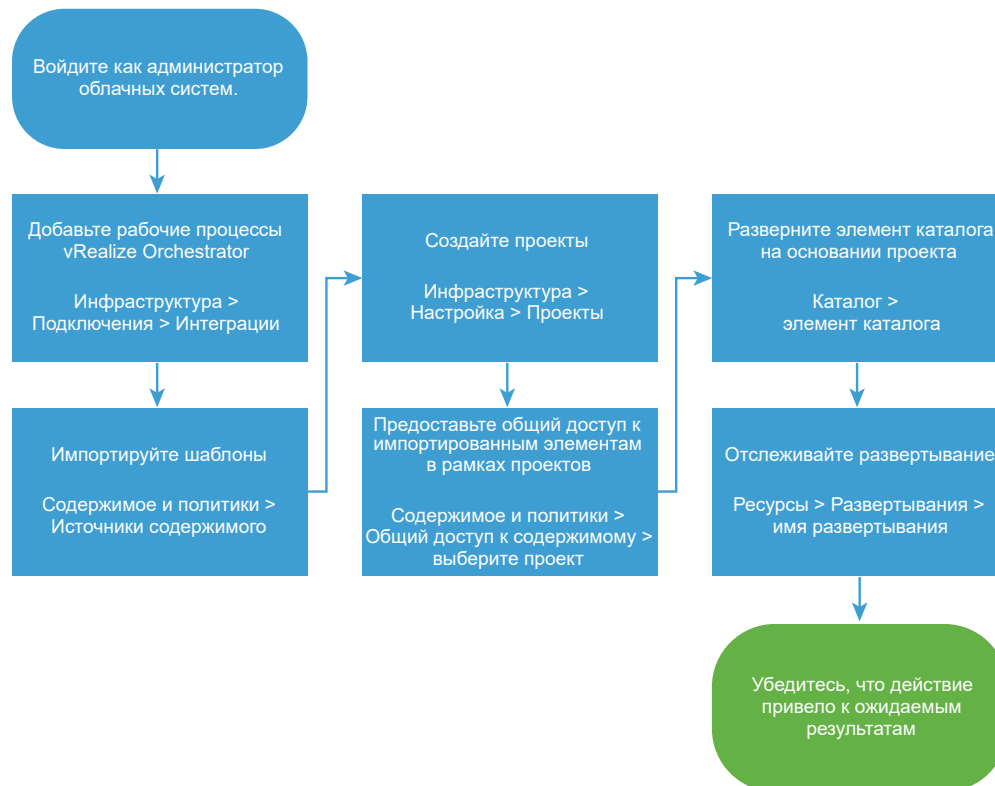 Войдите как администратор
облачных систем.
Добавьте рабочие процессы
vRealize Orchestrator
Инфраструктура >
Подключения > Интеграции
Импортируйте шаблоны
Содержимое и политики >
Источники содержимого
Создайте проекты
Инфраструктура >
Настройка > Проекты
Предоставьте общий доступ к
импортированным элементам
в рамках проектов
Содержимое и политики >
Общий доступ к содержимому >
выберите проект
Разверните элемент каталога
на основании проекта
Каталог >
элемент каталога
Отслеживайте развертывание
Ресурсы > Развертывания >
имя развертывания
Убедитесь, что действие
привело к ожидаемым
результатам